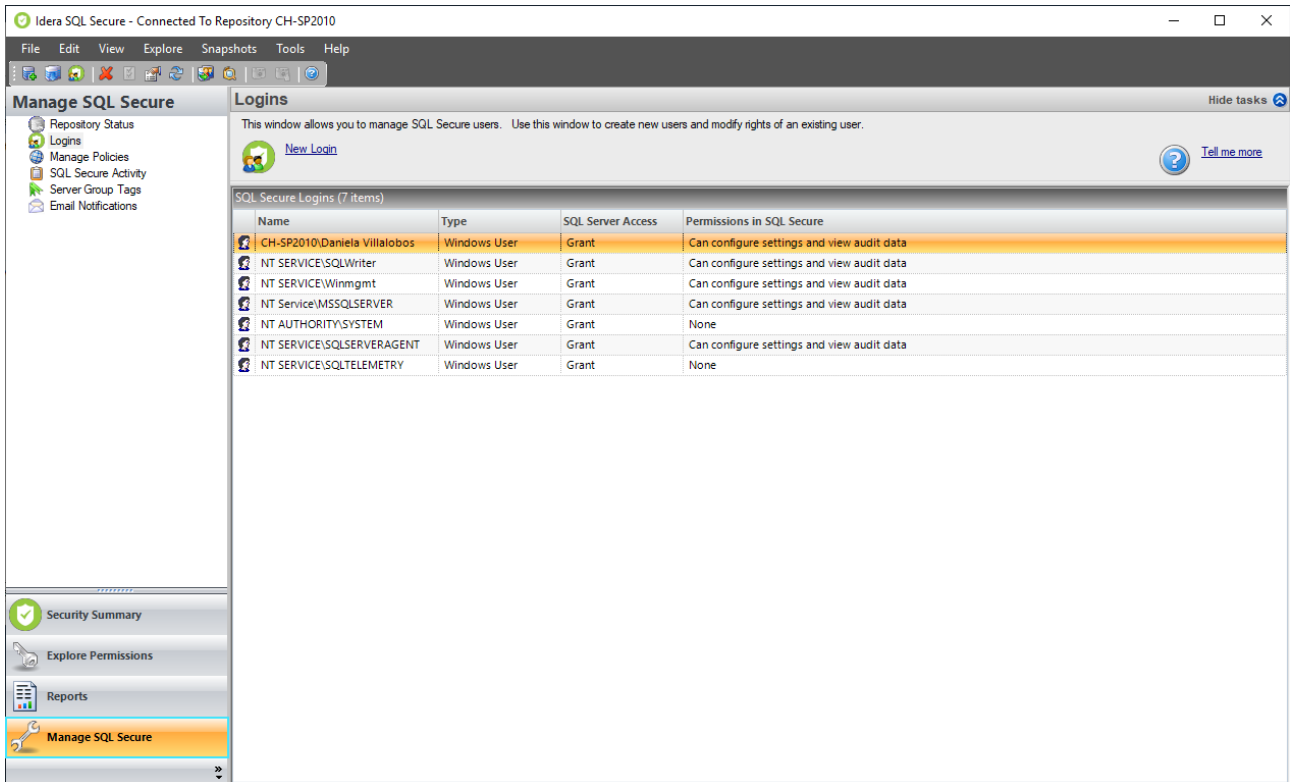 Idera SQL Secure - Connected To Repository CH-SP2010
File Edit View Explore Snapshots Tools Help
Manage SQL Secure
Repository Status
Logins
Manage Policies
SQL Secure Activity
Server Group Tags
Email Notifications
Security Summary
Explore Permissions
Reports
Manage SQL Secure
Logins Hide tasks
This window allows you to manage SQL Secure users. Use this window to create new users and modify rights of an existing user.
New Login Tell me more
SQL Secure Logins (7 items)
Name Type SQL Server Access Permissions in SQL Secure
CH-SP2010\Daniela Villalobos Windows User Grant Can configure settings and view audit data
NT SERVICE\SQLWriter Windows User Grant Can configure settings and view audit data
NT SERVICE\Winmgmt Windows User Grant Can configure settings and view audit data
NT Service\MSSQLSERVER Windows User Grant Can configure settings and view audit data
NT AUTHORITY\SYSTEM Windows User Grant None
NT SERVICE\SQLSERVERAGENT Windows User Grant Can configure settings and view audit data
NT SERVICE\SQLTELEMETRY Windows User Grant None